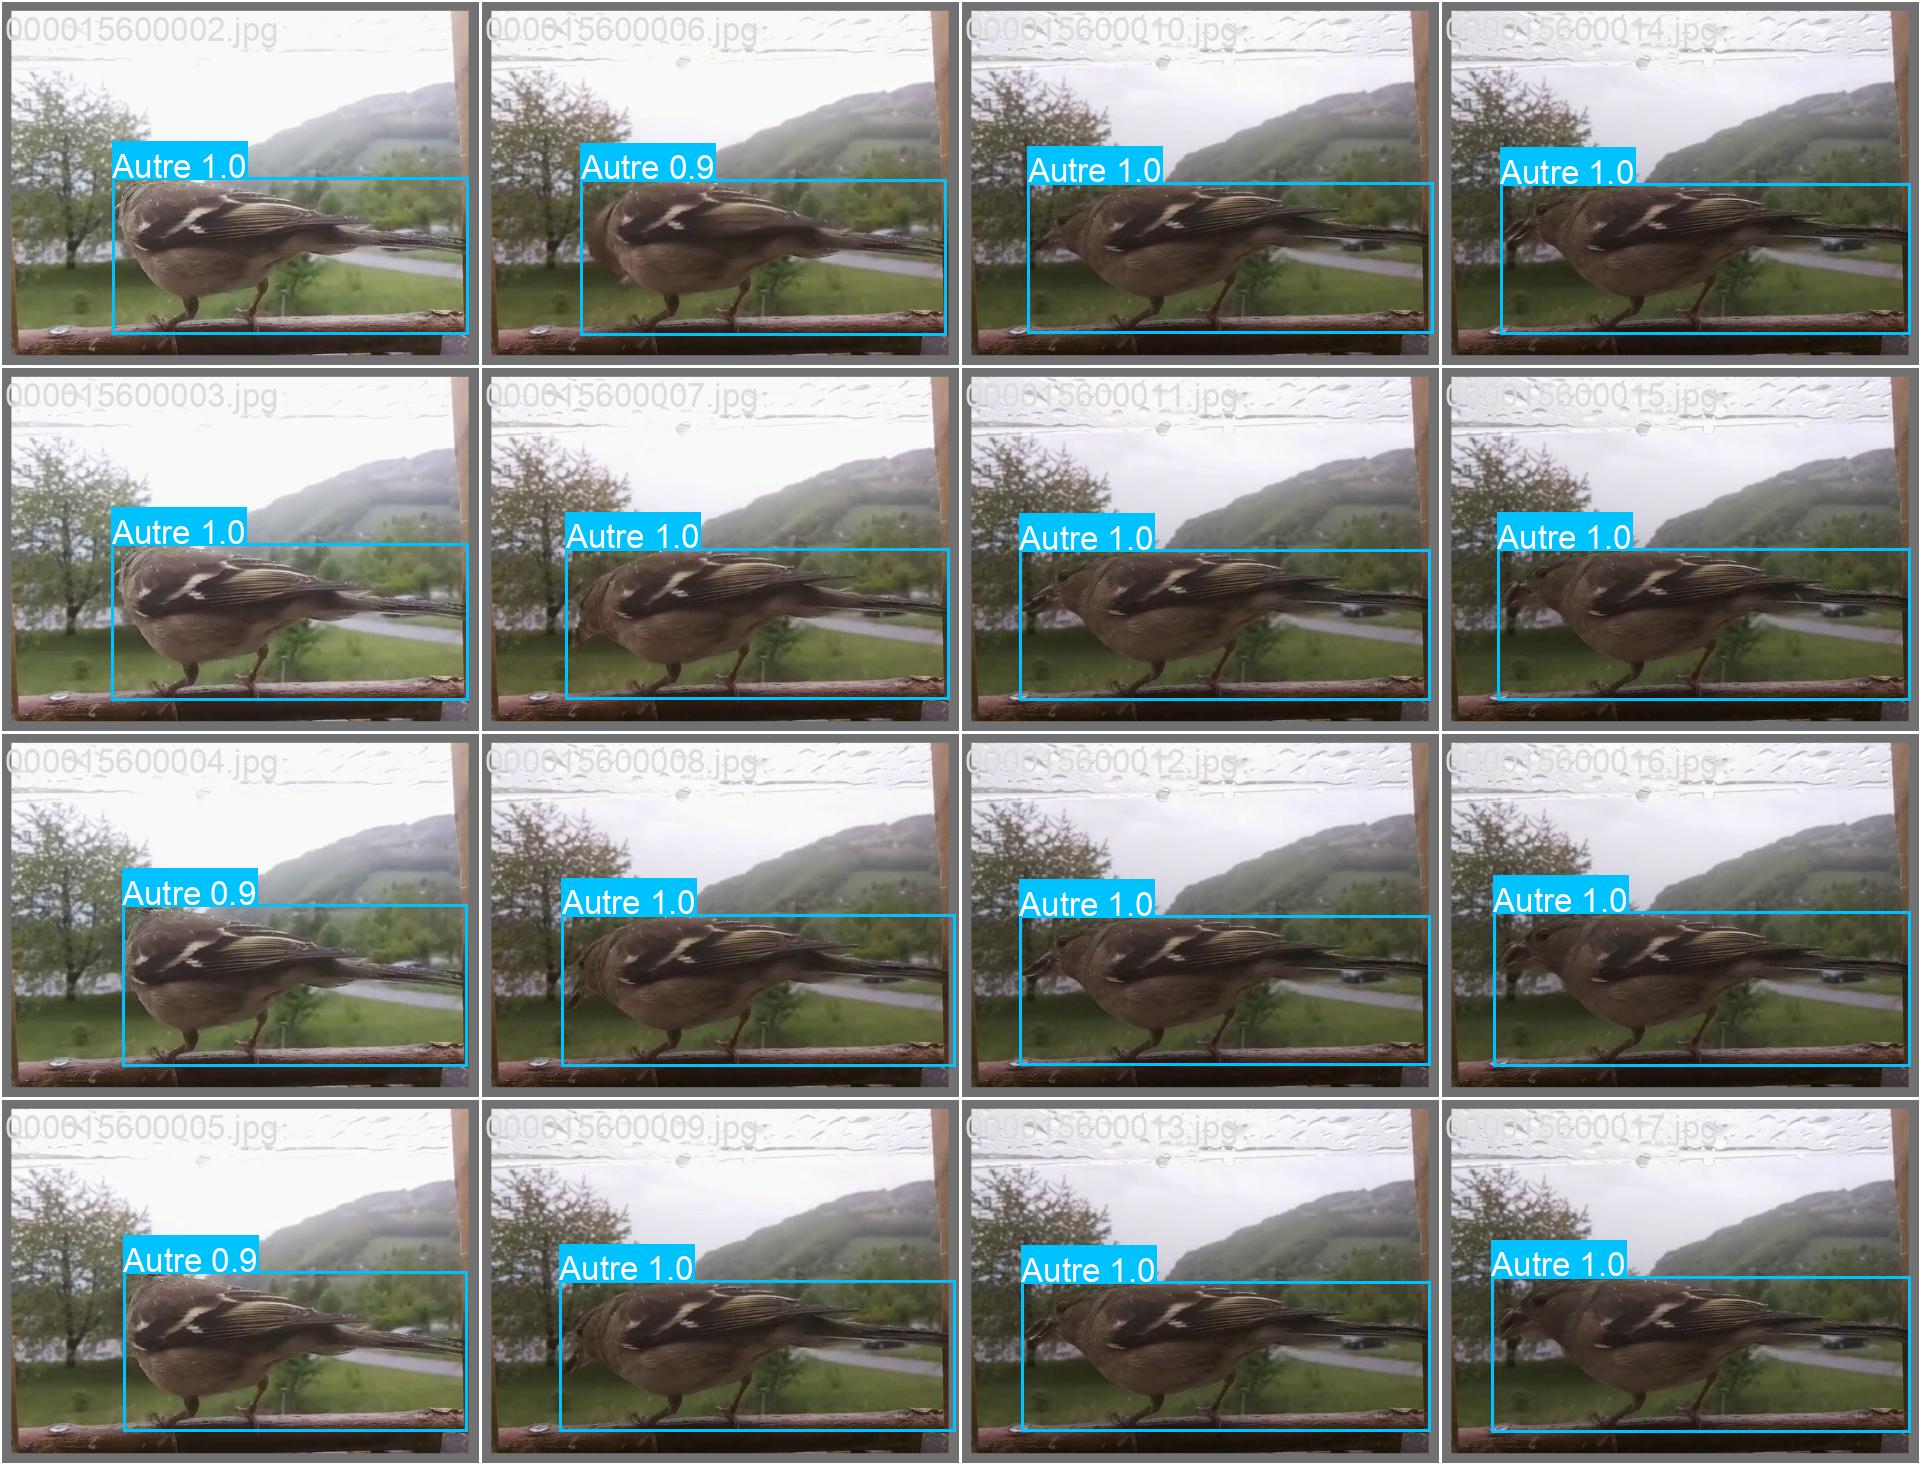 000015600002.jpg
Autre 1.0
000015600006.jpg
Autre 0.9
000015600010.jpg
Autre 1.0
000015600014.jpg
Autre 1.0
000015600003.jpg
Autre 1.0
000015600007.jpg
Autre 1.0
000015600011.jpg
Autre 1.0
000015600015.jpg
Autre 1.0
000015600004.jpg
Autre 0.9
000015600008.jpg
Autre 1.0
000015600012.jpg
Autre 1.0
000015600016.jpg
Autre 1.0
000015600005.jpg
Autre 0.9
000015600009.jpg
Autre 1.0
000015600013.jpg
Autre 1.0
000015600017.jpg
Autre 1.0